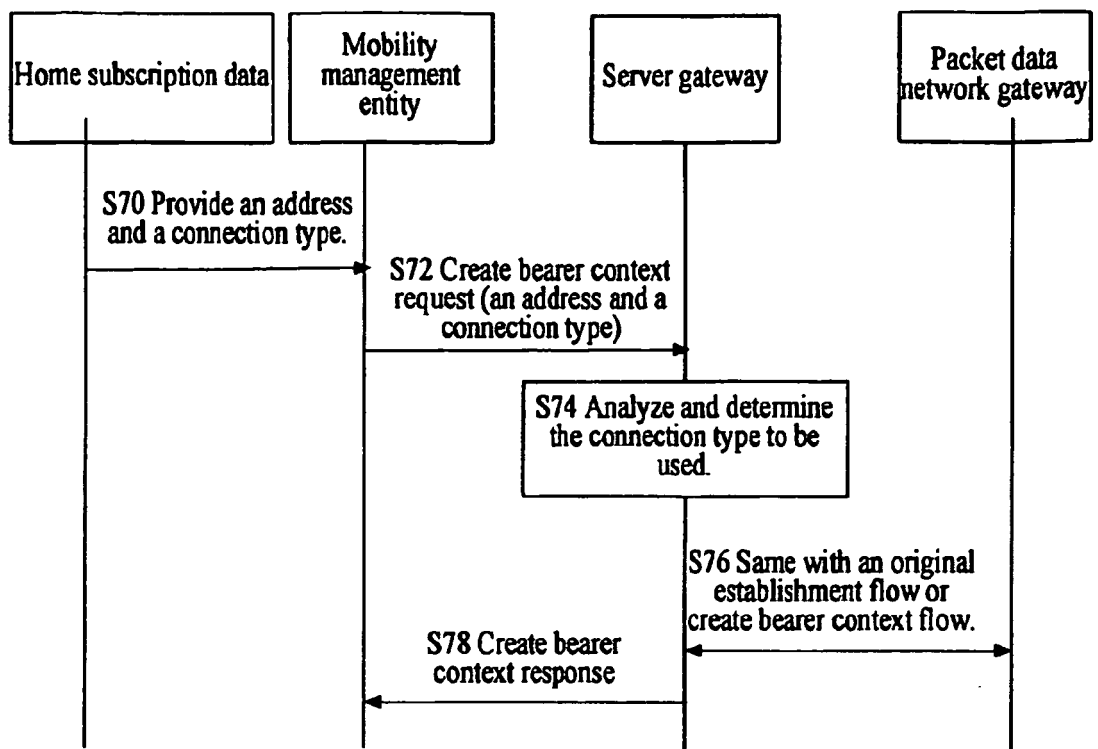 Home subscription data
Mobility
management
entity
Server gateway
Packet data
network gateway
S70 Provide an address
and a connection type.
S72 Create bearer context
request (an address and a
connection type)
S74 Analyze and determine
the connection type to be
used.
S76 Same with an original
establishment flow or
create bearer context flow.
S78 Create bearer
context response